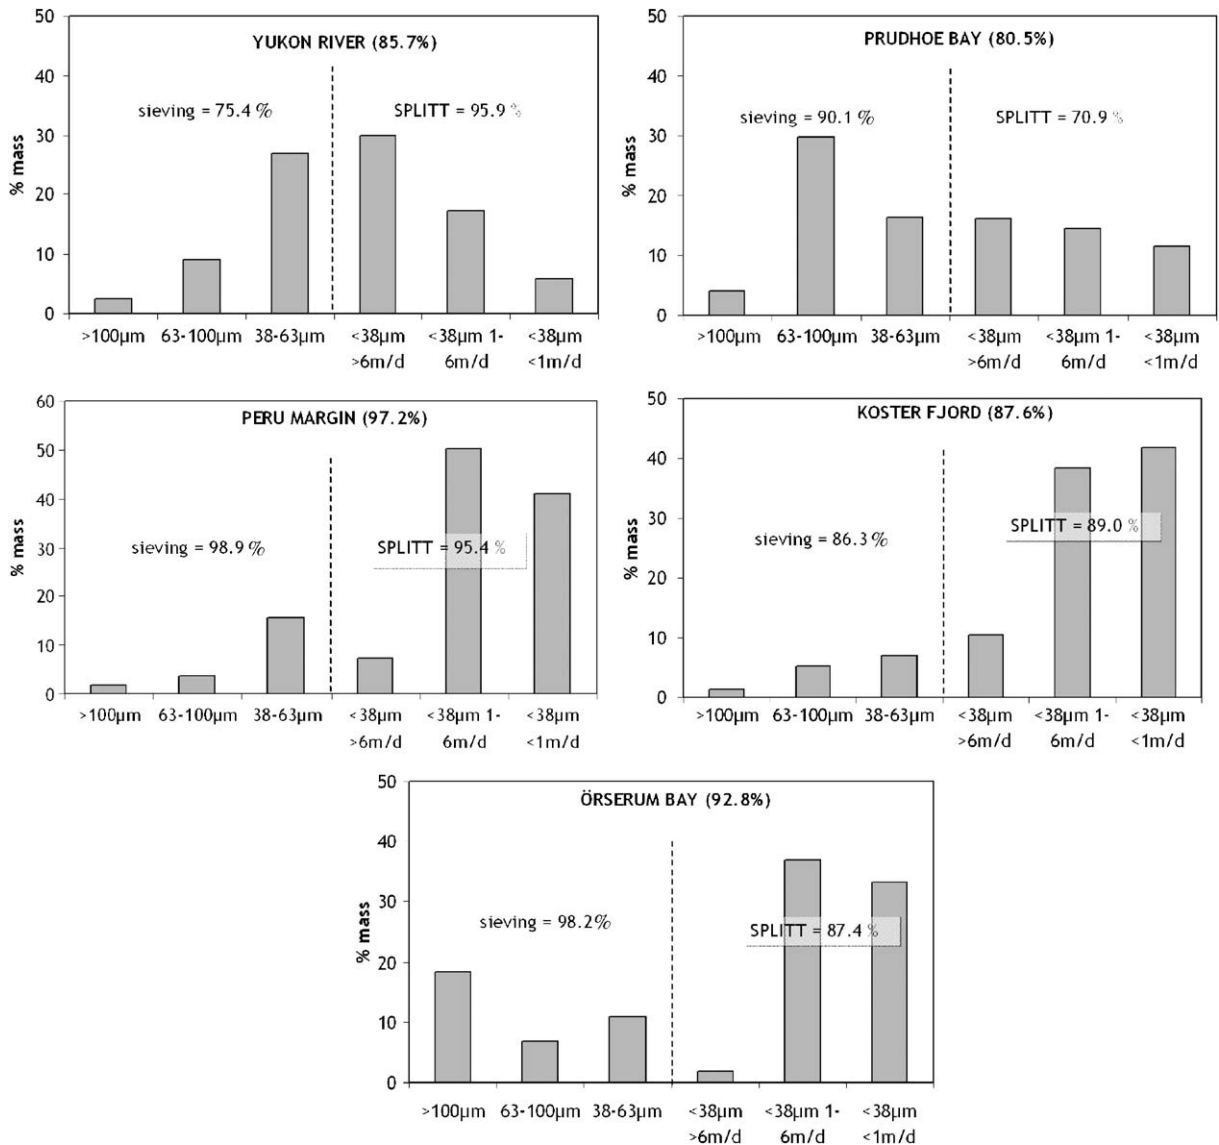 YUKON RIVER (85.7%)
sieving = 75.4 %
SPLITT = 95.9 %
% mass
50
40
30
20
10
0
>100µm 63-100µm 38-63µm <38µm <38µm 1- <38µm
>6m/d 6m/d <1m/d
PRUDHOE BAY (80.5%)
sieving = 90.1 %
SPLITT = 70.9 %
% mass
50
40
30
20
10
0
>100µm 63-100µm 38-63µm <38µm <38µm 1- <38µm
>6m/d 6m/d <1m/d
PERU MARGIN (97.2%)
sieving = 98.9 %
SPLITT = 95.4 %
% mass
60
50
40
30
20
10
0
>100µm 63-100µm 38-63µm <38µm <38µm 1- <38µm
>6m/d 6m/d <1m/d
KOSTER FJORD (87.6%)
sieving = 86.3 %
SPLITT = 89.0 %
% mass
50
40
30
20
10
0
>100µm 63-100µm 38-63µm <38µm <38µm 1- <38µm
>6m/d 6m/d <1m/d
ÖRSERUM BAY (92.8%)
sieving = 98.2%
SPLITT = 87.4 %
% mass
50
40
30
20
10
0
>100µm 63-100µm 38-63µm <38µm <38µm 1- <38µm
>6m/d 6m/d <1m/d